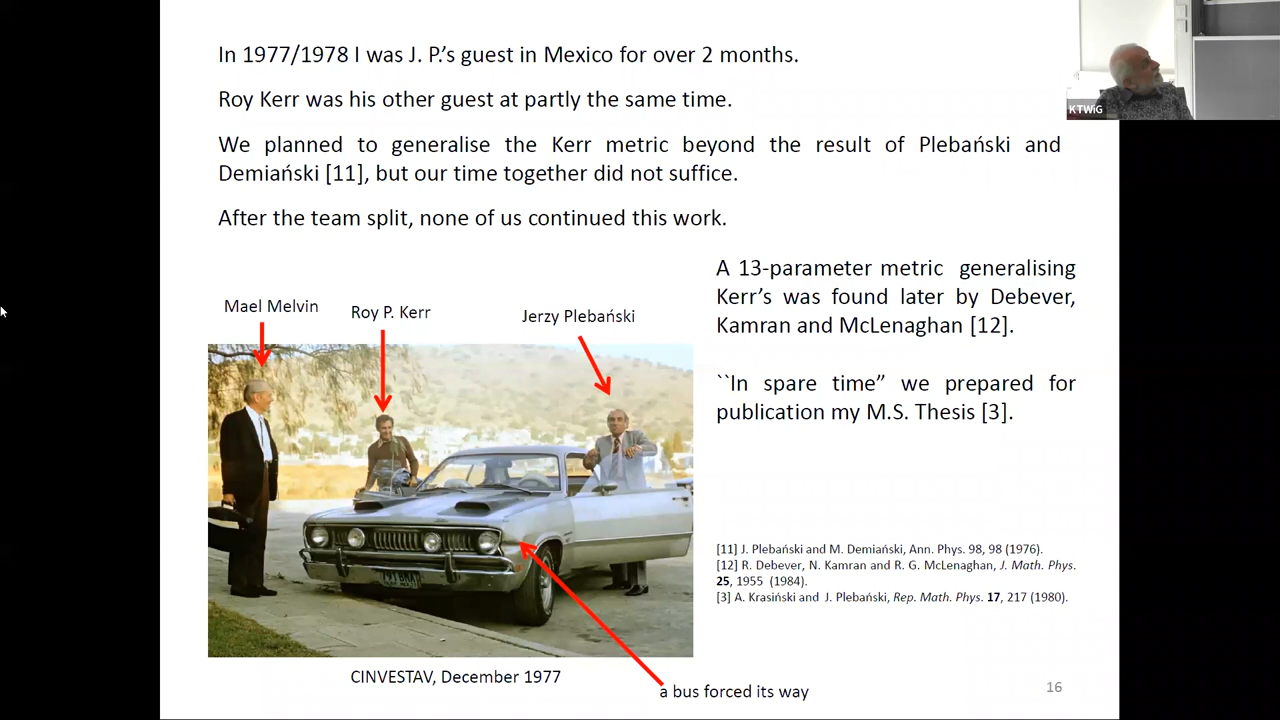 In 1977/1978 I was J. P.'s guest in Mexico for over 2 months.
Roy Kerr was his other guest at partly the same time.
We planned to generalise the Kerr metric beyond the result of Plebański and
Demiański [11], but our time together did not suffice.
After the team split, none of us continued this work.
KTWiG
A 13-parameter metric generalising
Kerr's was found later by Debever,
Kamran and McLenaghan [12].
``In spare time” we prepared for
publication my M.S. Thesis [3].
Mael Melvin
Roy P. Kerr
Jerzy Plebański
[11] J. Plebański and M. Demiański, Ann. Phys. 98, 98 (1976).
[12] R. Debever, N. Kamran and R. G. McLenaghan, J. Math. Phys.
25, 1955 (1984).
[3] A. Krasiński and J. Plebański, Rep. Math. Phys. 17, 217 (1980).
CINVESTAV, December 1977
a bus forced its way
16